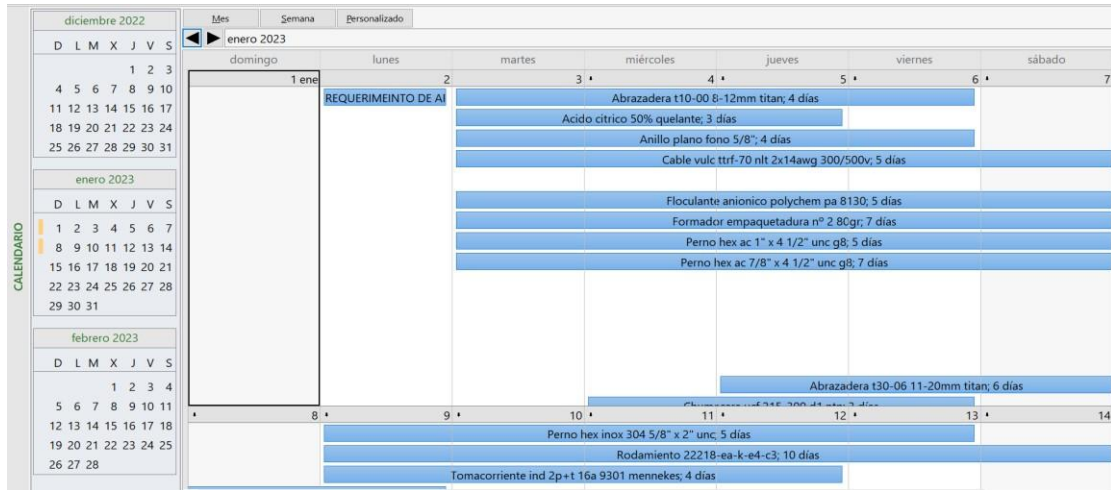 CALENDARIO
diciembre 2022
D L M X J V S
1 2 3
4 5 6 7 8 9 10
11 12 13 14 15 16 17
18 19 20 21 22 23 24
25 26 27 28 29 30 31
enero 2023
D L M X J V S
1 2 3 4 5 6 7
8 9 10 11 12 13 14
15 16 17 18 19 20 21
22 23 24 25 26 27 28
29 30 31
febrero 2023
D L M X J V S
1 2 3 4
5 6 7 8 9 10 11
12 13 14 15 16 17 18
19 20 21 22 23 24 25
26 27 28
Mes Semana Personalizado
enero 2023
domingo lunes martes miércoles jueves viernes sábado
1 ene 2 3 4 5 6 7
REQUERIMEINTO DE Al Abrazadera t10-00 8-12mm titan; 4 días
Acido citrico 50% quelante; 3 días
Anillo plano fono 5/8"; 4 días
Cable vulc ttrf-70 nlt 2x14awg 300/500v; 5 días
Floculante anionico polychem pa 8130; 5 días
Formador empaquetadura nº 2 80gr; 7 días
Perno hex ac 1" x 4 1/2" unc g8; 5 días
Perno hex ac 7/8" x 4 1/2" unc g8; 7 días
Abrazadera t30-06 11-20mm titan; 6 días
8 9 10 11 12 13 14
Perno hex inox 304 5/8" x 2" unc; 5 días
Rodamiento 22218-ea-k-e4-c3; 10 días
Tomacorriente ind 2p+t 16a 9301 mennekes; 4 días